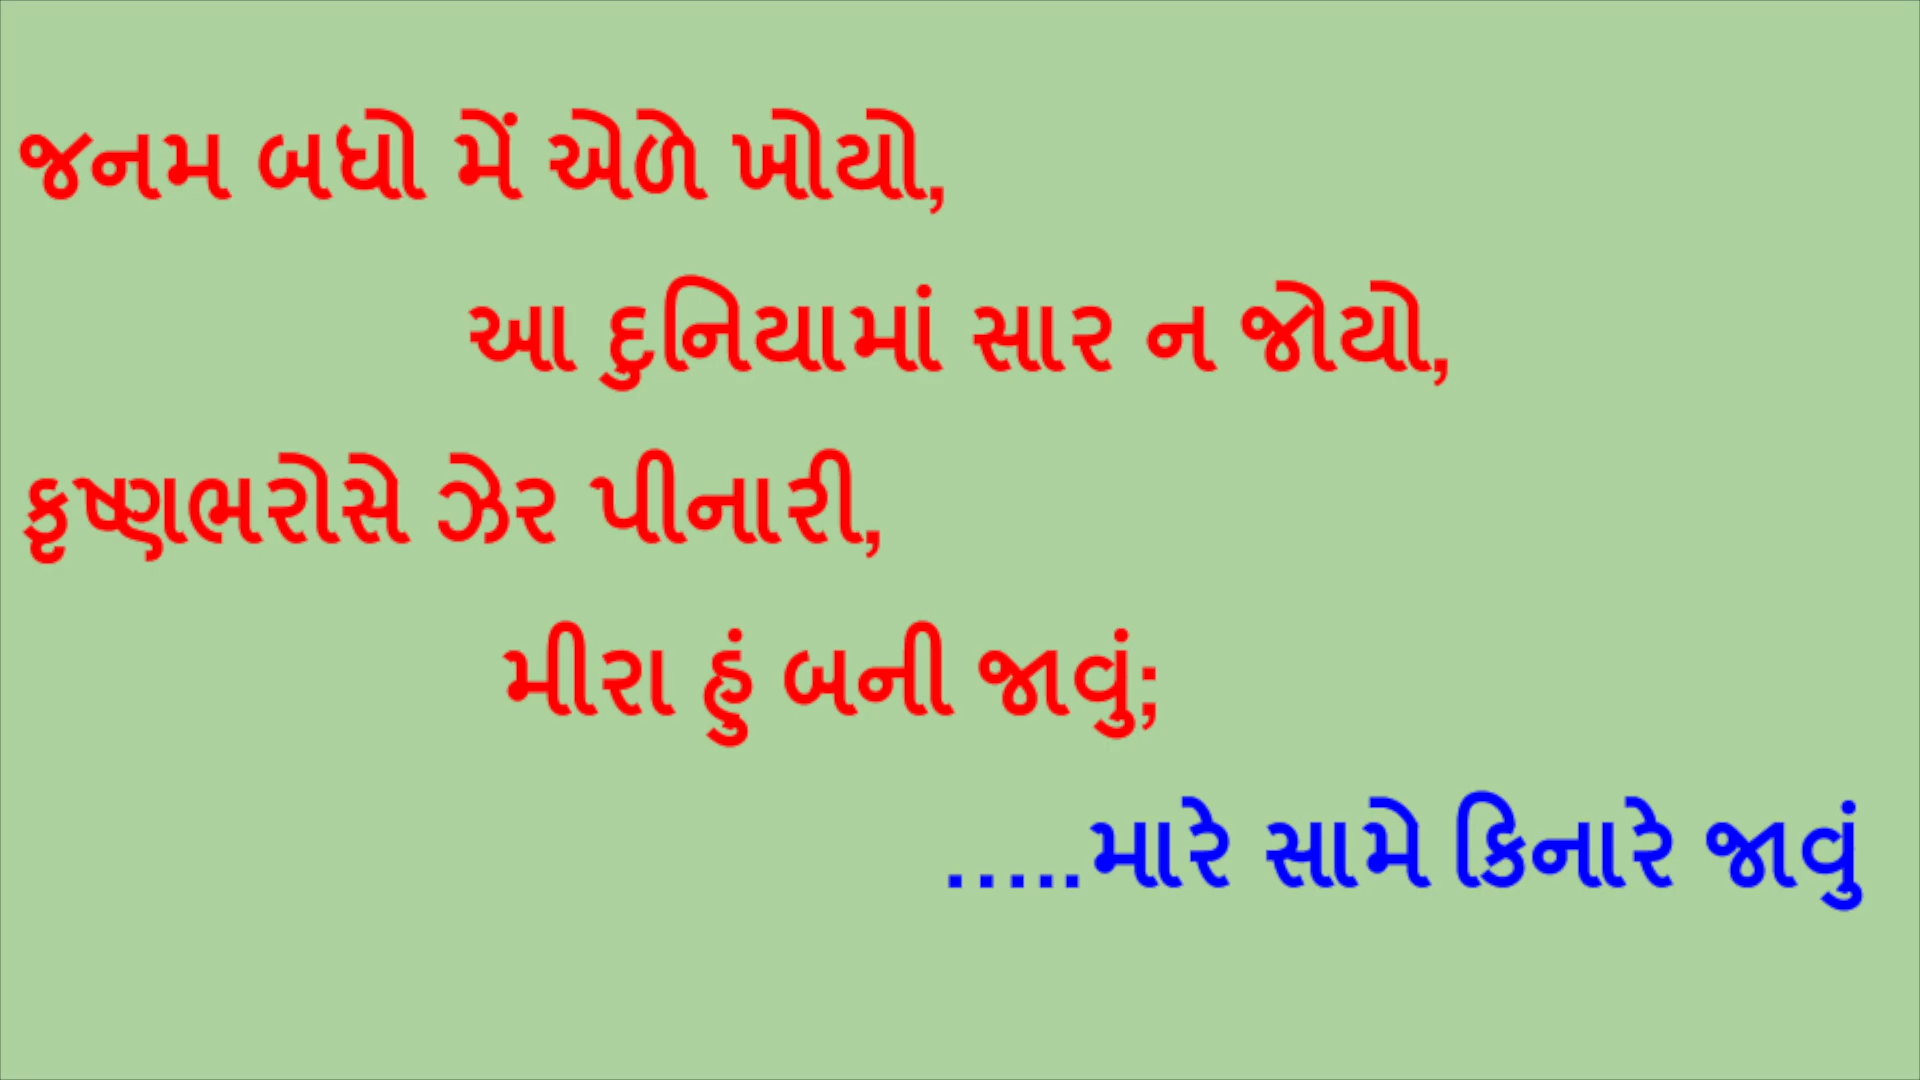 જનમ બધો મેં એળે ખોયો,
આ દુનિયામાં સાર ન જોયો,
કૃષ્ણભરોસે ઝેર પીનારી,
મીરા હું બની જાવું;
.....મારે સામે કિનારે જાવું